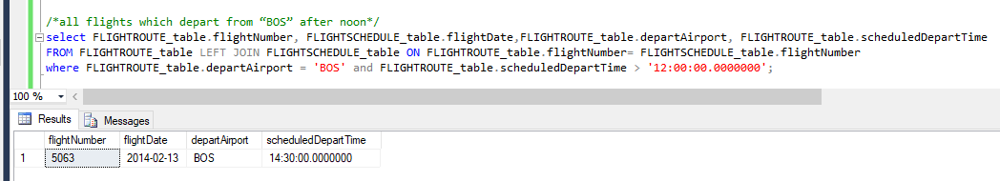 /*all flights which depart from “BOS” after noon*/
select FLIGHTROUTE_table.flightNumber, FLIGHTSCHEDULE_table.flightDate,FLIGHTROUTE_table.departAirport, FLIGHTROUTE_table.scheduledDepartTime
FROM FLIGHTROUTE_table LEFT JOIN FLIGHTSCHEDULE_table ON FLIGHTROUTE_table.flightNumber= FLIGHTSCHEDULE_table.flightNumber
where FLIGHTROUTE_table.departAirport = 'BOS' and FLIGHTROUTE_table.scheduledDepartTime > '12:00:00.0000000';
100 %
Results Messages
flightNumber flightDate departAirport scheduledDepartTime
1 5063 2014-02-13 BOS 14:30:00.0000000